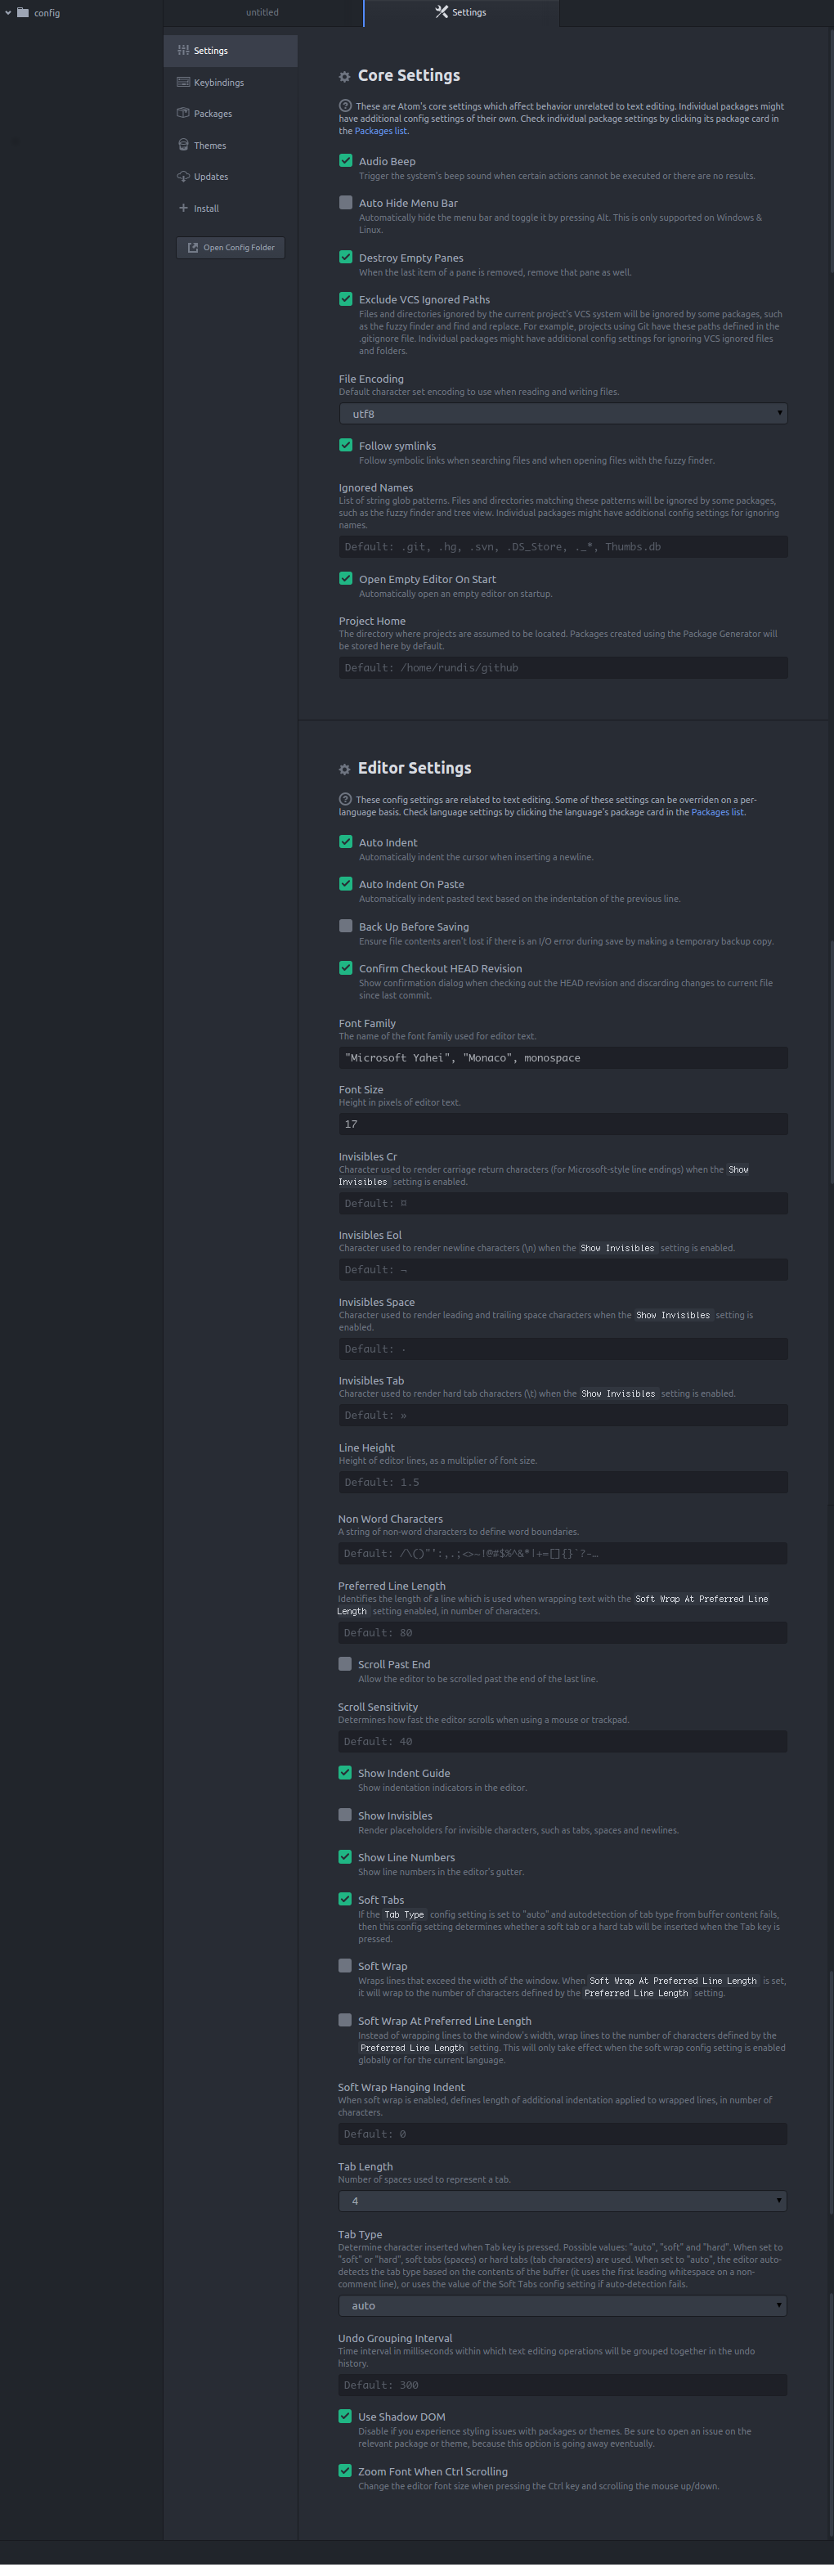 config
untitled
Settings
Settings
Keybindings
Packages
Themes
Updates
Install
Open Config Folder
Core Settings
These are Atom's core settings which affect behavior unrelated to text editing. Individual packages might
have additional config settings of their own. Check individual package settings by clicking its package card in
the Packages list.
Audio Beep
Trigger the system's beep sound when certain actions cannot be executed or there are no results.
Auto Hide Menu Bar
Automatically hide the menu bar and toggle it by pressing Alt. This is only supported on Windows &
Linux.
Destroy Empty Panes
When the last item of a pane is removed, remove that pane as well.
Exclude VCS Ignored Paths
Files and directories ignored by the current project's VCS system will be ignored by some packages, such
as the fuzzy finder and find and replace. For example, projects using Git have these paths defined in the
.gitignore file. Individual packages might have additional config settings for ignoring VCS ignored files
and folders.
File Encoding
Default character set encoding to use when reading and writing files.
utf8
Follow symlinks
Follow symbolic links when searching files and when opening files with the fuzzy finder.
Ignored Names
List of string glob patterns. Files and directories matching these patterns will be ignored by some packages,
such as the fuzzy finder and tree view. Individual packages might have additional config settings for ignoring
names.
Default: .git, .hg, .svn, .DS_Store, ._*, Thumbs.db
Open Empty Editor On Start
Automatically open an empty editor on startup.
Project Home
The directory where projects are assumed to be located. Packages created using the Package Generator will
be stored here by default.
Default: /home/rundis/github
Editor Settings
These config settings are related to text editing. Some of these settings can be overriden on a per-
language basis. Check language settings by clicking the language's package card in the Packages list.
Auto Indent
Automatically indent the cursor when inserting a newline.
Auto Indent On Paste
Automatically indent pasted text based on the indentation of the previous line.
Back Up Before Saving
Ensure file contents aren't lost if there is an I/O error during save by making a temporary backup copy.
Confirm Checkout HEAD Revision
Show confirmation dialog when checking out the HEAD revision and discarding changes to current file
since last commit.
Font Family
The name of the font family used for editor text.
"Microsoft Yahei", "Monaco", monospace
Font Size
Height in pixels of editor text.
17
Invisibles Cr
Character used to render carriage return characters (for Microsoft-style line endings) when the Show
Invisibles setting is enabled.
Default: ¤
Invisibles Eol
Character used to render newline characters (\n) when the Show Invisibles setting is enabled.
Default: ¬
Invisibles Space
Character used to render leading and trailing space characters when the Show Invisibles setting is
enabled.
Default: ·
Invisibles Tab
Character used to render hard tab characters (\t) when the Show Invisibles setting is enabled.
Default: »
Line Height
Height of editor lines, as a multiplier of font size.
Default: 1.5
Non Word Characters
A string of non-word characters to define word boundaries.
Default: /\()"':,.;<>~!@#$%^&*|+=[]{}`?-…
Preferred Line Length
Identifies the length of a line which is used when wrapping text with the Soft Wrap At Preferred Line
Length setting enabled, in number of characters.
Default: 80
Scroll Past End
Allow the editor to be scrolled past the end of the last line.
Scroll Sensitivity
Determines how fast the editor scrolls when using a mouse or trackpad.
Default: 40
Show Indent Guide
Show indentation indicators in the editor.
Show Invisibles
Render placeholders for invisible characters, such as tabs, spaces and newlines.
Show Line Numbers
Show line numbers in the editor's gutter.
Soft Tabs
If the Tab Type config setting is set to "auto" and autodetection of tab type from buffer content fails,
then this config setting determines whether a soft tab or a hard tab will be inserted when the Tab key is
pressed.
Soft Wrap
Wraps lines that exceed the width of the window. When Soft Wrap At Preferred Line Length is set,
it will wrap to the number of characters defined by the Preferred Line Length setting.
Soft Wrap At Preferred Line Length
Instead of wrapping lines to the window's width, wrap lines to the number of characters defined by the
Preferred Line Length setting. This will only take effect when the soft wrap config setting is enabled
globally or for the current language.
Soft Wrap Hanging Indent
When soft wrap is enabled, defines length of additional indentation applied to wrapped lines, in number of
characters.
Default: 0
Tab Length
Number of spaces used to represent a tab.
4
Tab Type
Determine character inserted when Tab key is pressed. Possible values: "auto", "soft" and "hard". When set to
"soft" or "hard", soft tabs (spaces) or hard tabs (tab characters) are used. When set to "auto", the editor auto-
detects the tab type based on the contents of the buffer (it uses the first leading whitespace on a non-
comment line), or uses the value of the Soft Tabs config setting if auto-detection fails.
auto
Undo Grouping Interval
Time interval in milliseconds within which text editing operations will be grouped together in the undo
history.
Default: 300
Use Shadow DOM
Disable if you experience styling issues with packages or themes. Be sure to open an issue on the
relevant package or theme, because this option is going away eventually.
Zoom Font When Ctrl Scrolling
Change the editor font size when pressing the Ctrl key and scrolling the mouse up/down.